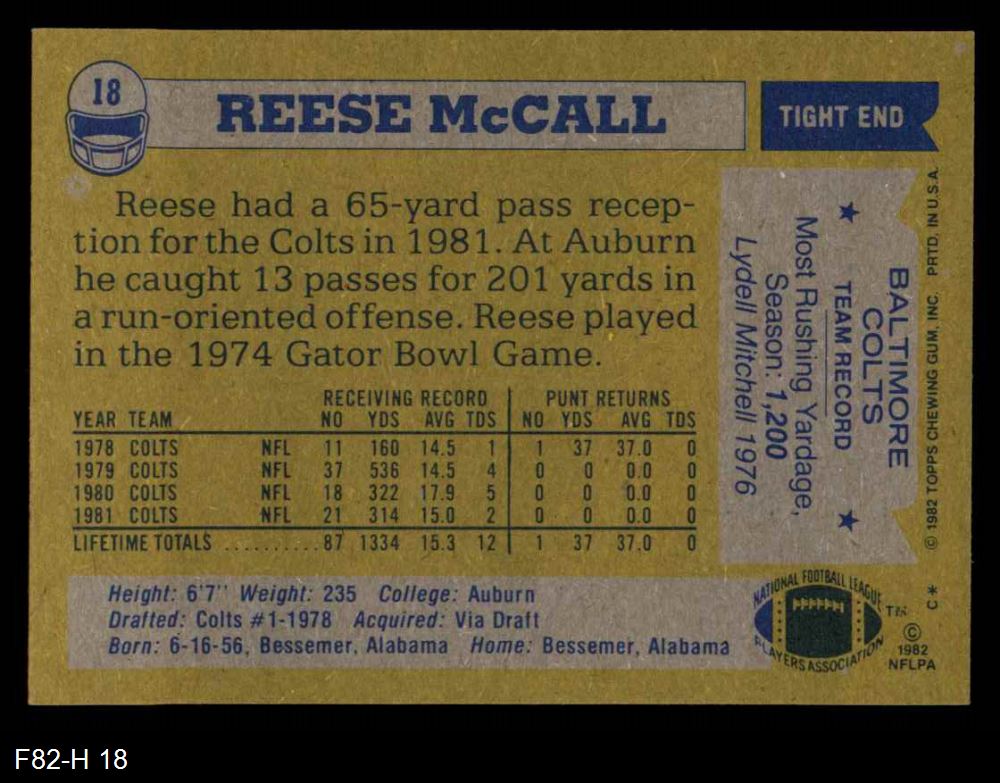 18
REESE McCALL
TIGHT END
Reese had a 65-yard pass recep-
tion for the Colts in 1981. At Auburn
he caught 13 passes for 201 yards in
a run-oriented offense. Reese played
in the 1974 Gator Bowl Game.
RECEIVING RECORD PUNT RETURNS
YEAR TEAM NO YDS AVG TDS NO YDS AVG TDS
1978 COLTS NFL 11 160 14.5 1 1 37 37.0 0
1979 COLTS NFL 37 536 14.5 4 0 0 0.0 0
1980 COLTS NFL 18 322 17.9 5 0 0 0.0 0
1981 COLTS NFL 21 314 15.0 2 0 0 0.0 0
LIFETIME TOTALS .......... 87 1334 15.3 12 1 37 37.0 0
Height: 6'7" Weight: 235 College: Auburn
Drafted: Colts #1-1978 Acquired: Via Draft
Born: 6-16-56, Bessemer, Alabama Home: Bessemer, Alabama
BALTIMORE
COLTS
★ TEAM RECORD ★
Most Rushing Yardage,
Season: 1,200
Lydell Mitchell 1976
© 1982 TOPPS CHEWING GUM, INC. PRTD. IN U.S.A.
C*
NATIONAL FOOTBALL LEAGUE
PLAYERS ASSOCIATION
TM
©
1982
NFLPA
F82-H 18